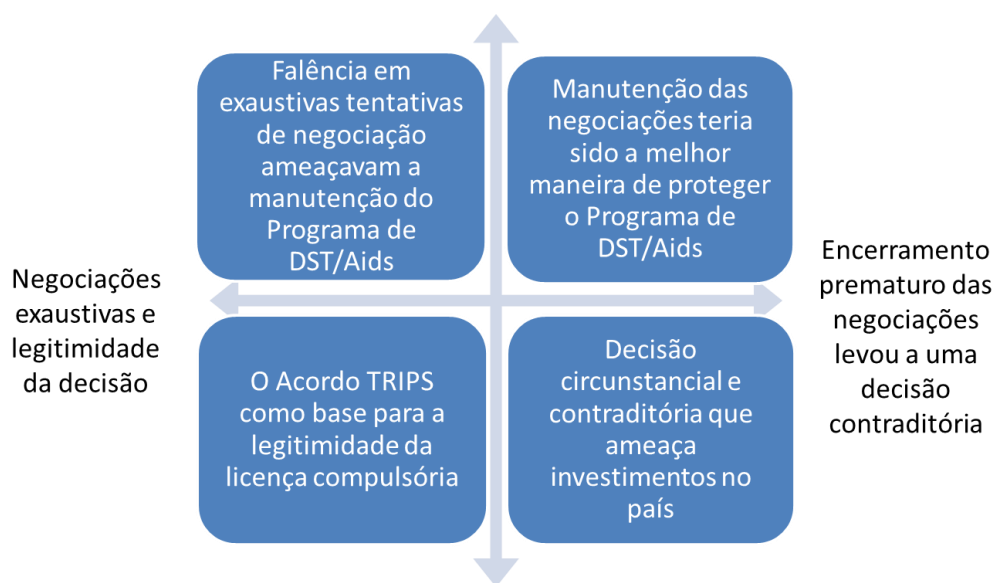 Falência em
exaustivas tentativas
de negociação
ameaçavam a
manutenção do
Programa de
DST/Aids
Manutenção das
negociações teria
sido a melhor
maneira de proteger
o Programa de
DST/Aids
Negociações
exaustivas e
legitimidade
da decisão
Encerramento
prematuro das
negociações
levou a uma
decisão
contraditória
O Acordo TRIPS
como base para a
legitimidade da
licença compulsória
Decisão
circunstancial e
contraditória que
ameaça
investimentos no
país